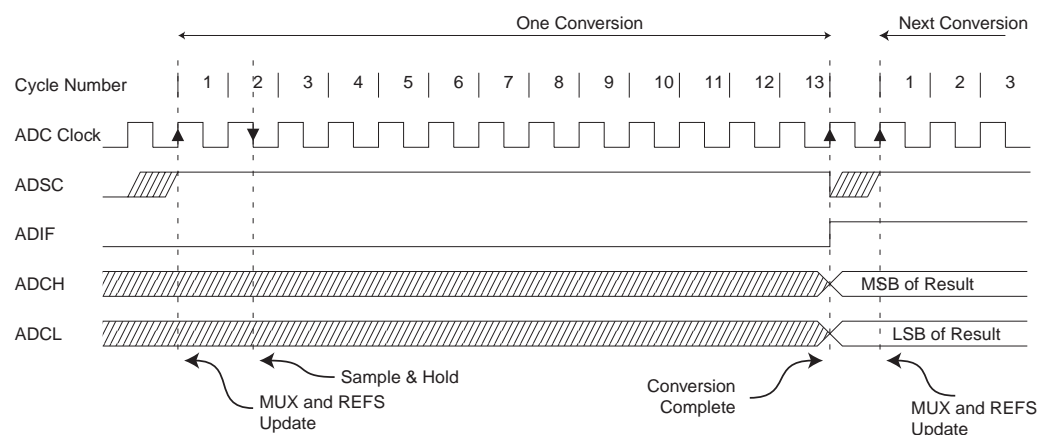 One Conversion Next Conversion
Cycle Number 1 2 3 4 5 6 7 8 9 10 11 12 13 1 2 3
ADC Clock
ADSC
ADIF
ADCH MSB of Result
ADCL LSB of Result
Sample & Hold
MUX and REFS
Update
Conversion
Complete
MUX and REFS
Update